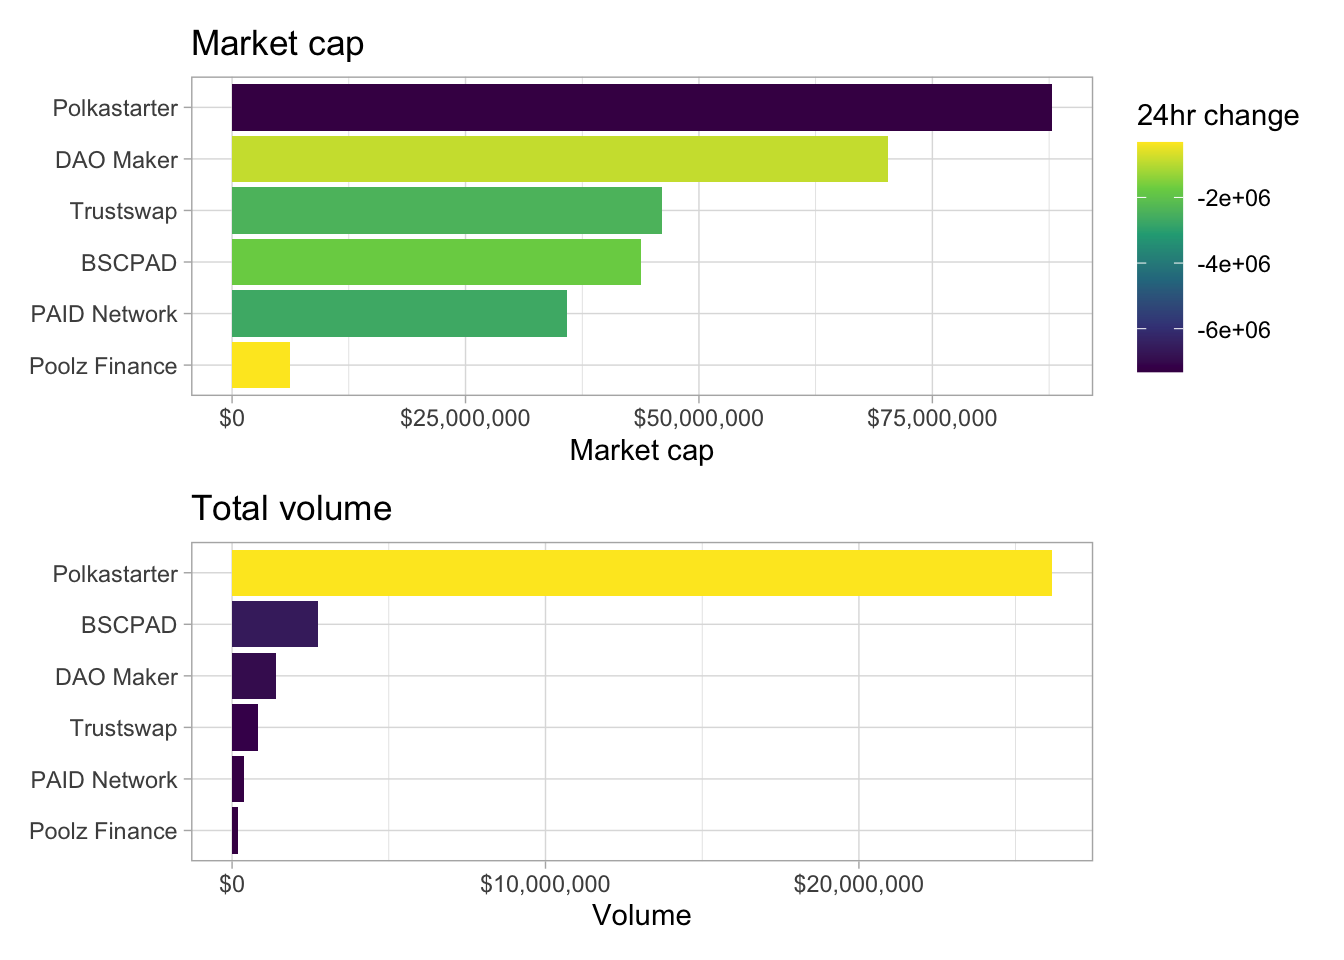 Market cap
Polkastarter
DAO Maker
Trustswap
BSCPAD
PAID Network
Poolz Finance
$0 $25,000,000 $50,000,000 $75,000,000
Market cap
24hr change
-2e+06
-4e+06
-6e+06
Total volume
Polkastarter
BSCPAD
DAO Maker
Trustswap
PAID Network
Poolz Finance
$0 $10,000,000 $20,000,000
Volume